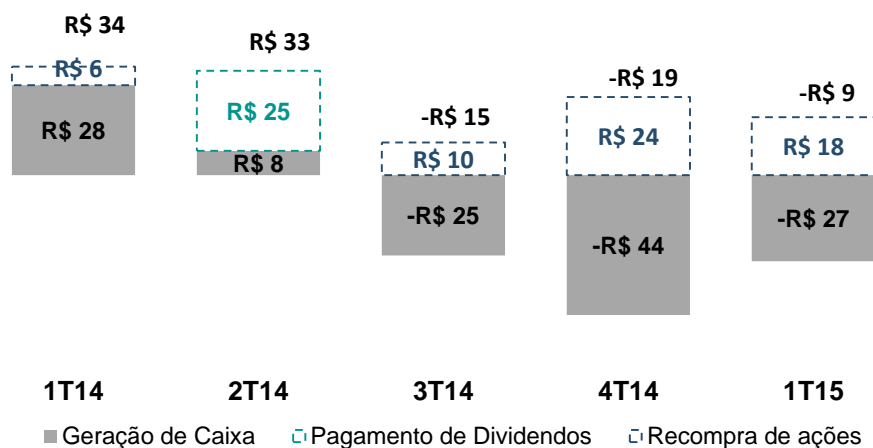 R$ 34
R$ 33
-R$ 19
-R$ 9
-R$ 15
R$ 6
R$ 25
R$ 10
R$ 24
R$ 18
R$ 28
R$ 8
-R$ 25
-R$ 44
-R$ 27
1T14 2T14 3T14 4T14 1T15
Geração de Caixa Pagamento de Dividendos Recompra de ações